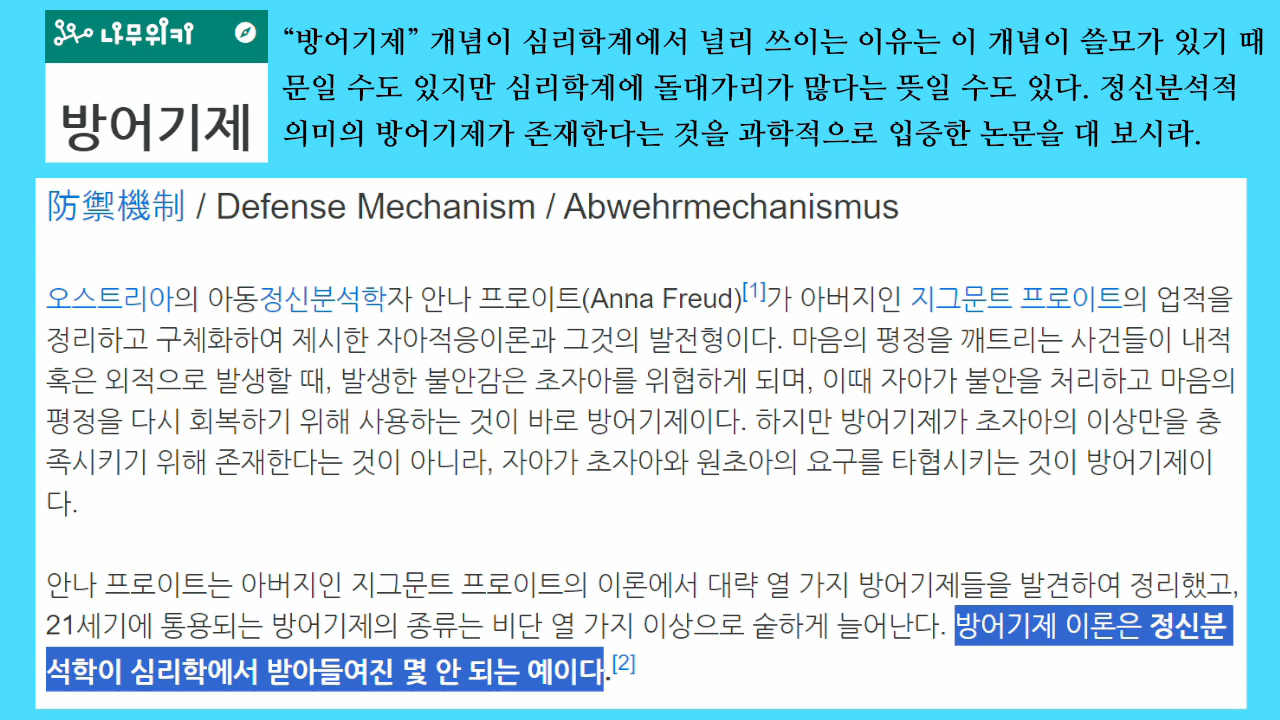 나무위키
방어기제
“방어기제” 개념이 심리학계에서 널리 쓰이는 이유는 이 개념이 쓸모가 있기 때
문일 수도 있지만 심리학계에 돌대가리가 많다는 뜻일 수도 있다. 정신분석적
의미의 방어기제가 존재한다는 것을 과학적으로 입증한 논문을 대 보시라.
防禦機制 / Defense Mechanism / Abwehrmechanismus
오스트리아의 아동정신분석학자 안나 프로이트(Anna Freud)[1]가 아버지인 지그문트 프로이트의 업적을
정리하고 구체화하여 제시한 자아적응이론과 그것의 발전형이다. 마음의 평정을 깨트리는 사건들이 내적
혹은 외적으로 발생할 때, 발생한 불안감은 초자아를 위협하게 되며, 이때 자아가 불안을 처리하고 마음의
평정을 다시 회복하기 위해 사용하는 것이 바로 방어기제이다. 하지만 방어기제가 초자아의 이상만을 충
족시키기 위해 존재한다는 것이 아니라, 자아가 초자아와 원초아의 요구를 타협시키는 것이 방어기제이
다.
안나 프로이트는 아버지인 지그문트 프로이트의 이론에서 대략 열 가지 방어기제들을 발견하여 정리했고,
21세기에 통용되는 방어기제의 종류는 비단 열 가지 이상으로 숱하게 늘어난다. 방어기제 이론은 정신분
석학이 심리학에서 받아들여진 몇 안 되는 예이다.[2]